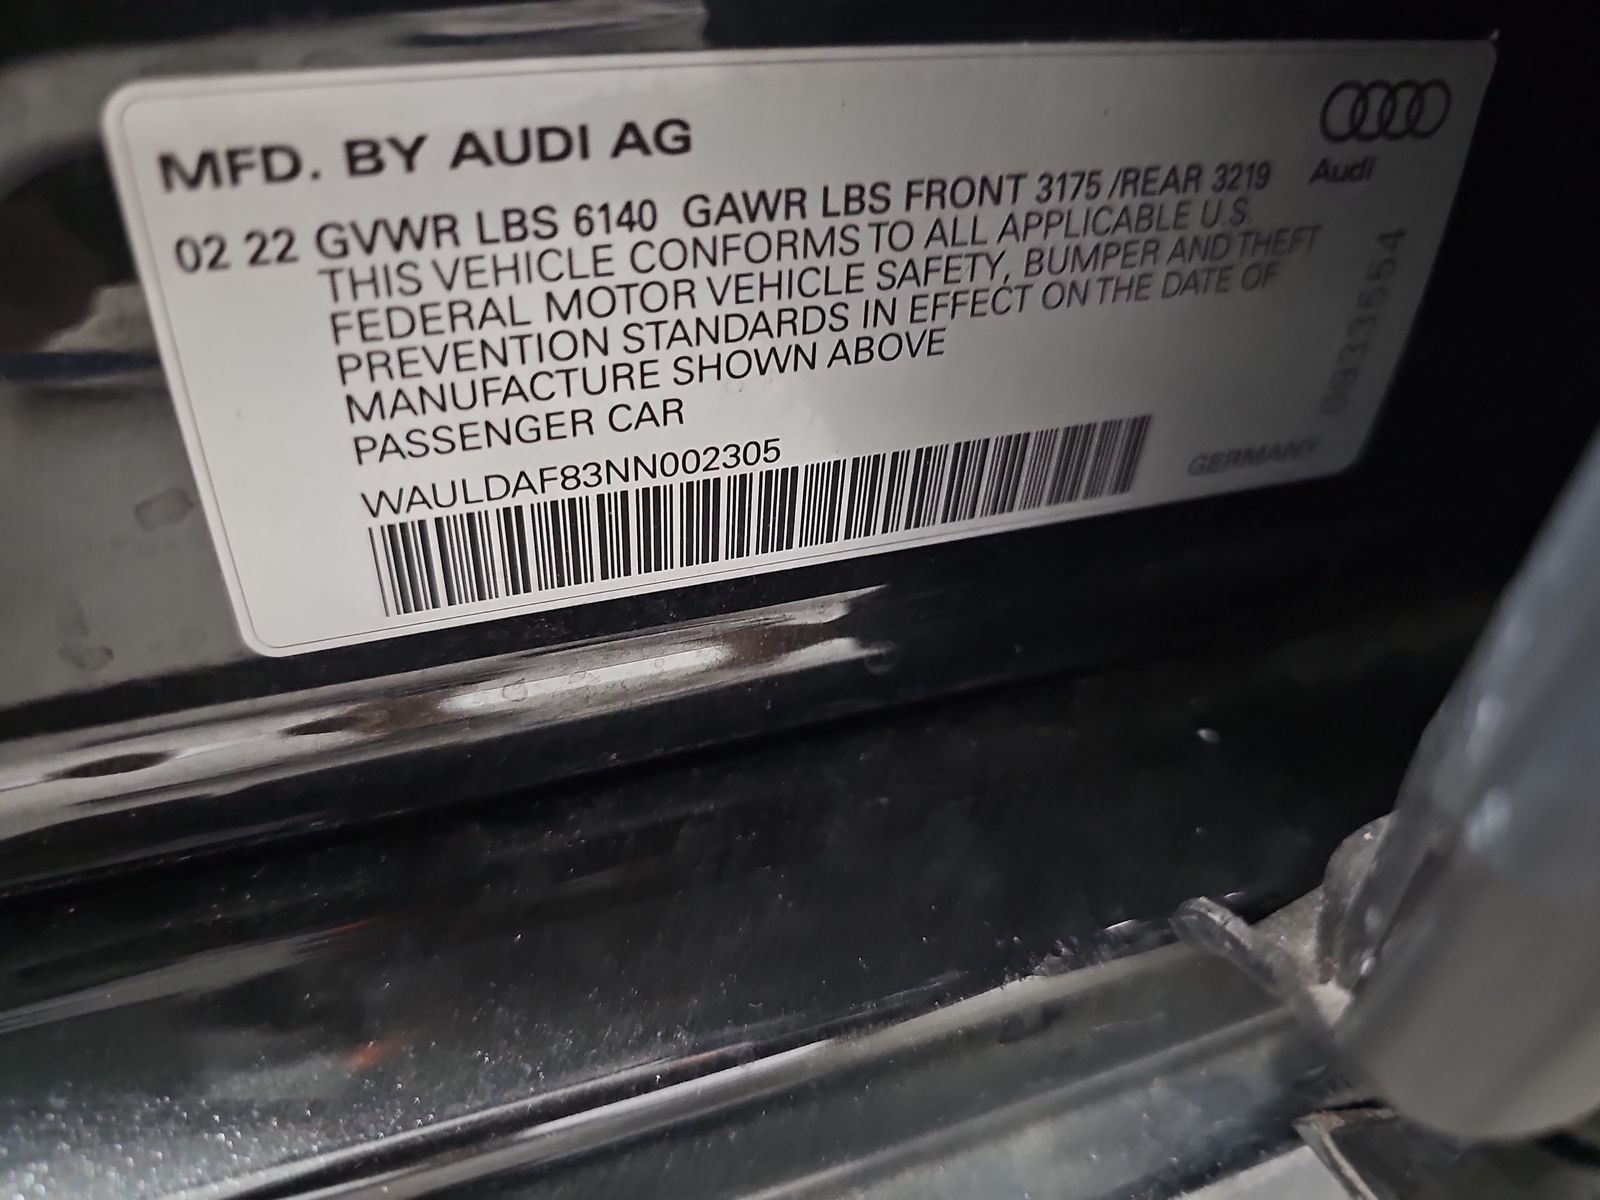 MFD. BY AUDI AG
Audi
02 22 GVWR LBS 6140 GAWR LBS FRONT 3175 /REAR 3219
THIS VEHICLE CONFORMS TO ALL APPLICABLE U.S.
FEDERAL MOTOR VEHICLE SAFETY, BUMPER AND THEFT
PREVENTION STANDARDS IN EFFECT ON THE DATE OF
MANUFACTURE SHOWN ABOVE
PASSENGER CAR
WAULDAF83NN002305
GERMANY
0933554